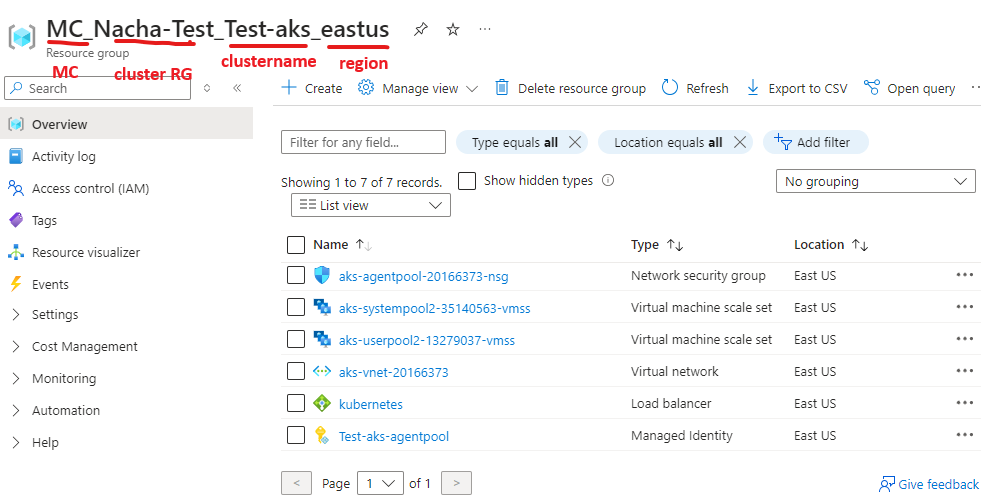 MC_Nacha-Test_Test-aks_eastus
Resource group
MC cluster RG clustername region
Search
Create Manage view Delete resource group Refresh Export to CSV Open query
Overview
Activity log
Access control (IAM)
Tags
Resource visualizer
Events
Settings
Cost Management
Monitoring
Automation
Help
Filter for any field... Type equals all Location equals all Add filter
Showing 1 to 7 of 7 records. Show hidden types No grouping
List view
Name Type Location
aks-agentpool-20166373-nsg Network security group East US
aks-systempool2-35140563-vmss Virtual machine scale set East US
aks-userpool2-13279037-vmss Virtual machine scale set East US
aks-vnet-20166373 Virtual network East US
kubernetes Load balancer East US
Test-aks-agentpool Managed Identity East US
< Page 1 of 1 > Give feedback